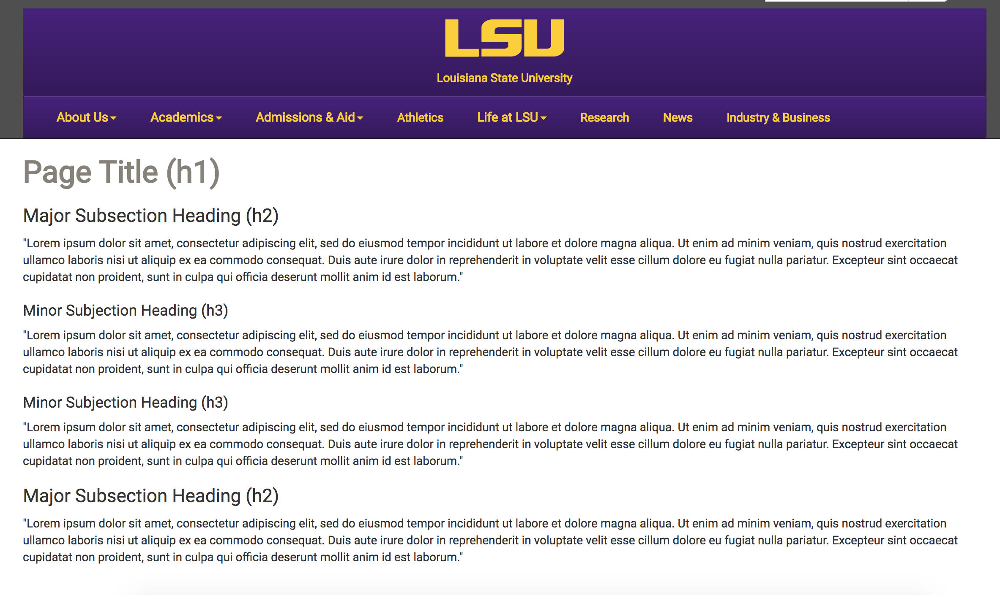 LSU
Louisiana State University
About Us Academics Admissions & Aid Athletics Life at LSU Research News Industry & Business
Page Title (h1)
Major Subsection Heading (h2)
"Lorem ipsum dolor sit amet, consectetur adipiscing elit, sed do eiusmod tempor incididunt ut labore et dolore magna aliqua. Ut enim ad minim veniam, quis nostrud exercitation
ullamco laboris nisi ut aliquip ex ea commodo consequat. Duis aute irure dolor in reprehenderit in voluptate velit esse cillum dolore eu fugiat nulla pariatur. Excepteur sint occaecat
cupidatat non proident, sunt in culpa qui officia deserunt mollit anim id est laborum."
Minor Subjection Heading (h3)
"Lorem ipsum dolor sit amet, consectetur adipiscing elit, sed do eiusmod tempor incididunt ut labore et dolore magna aliqua. Ut enim ad minim veniam, quis nostrud exercitation
ullamco laboris nisi ut aliquip ex ea commodo consequat. Duis aute irure dolor in reprehenderit in voluptate velit esse cillum dolore eu fugiat nulla pariatur. Excepteur sint occaecat
cupidatat non proident, sunt in culpa qui officia deserunt mollit anim id est laborum."
Minor Subjection Heading (h3)
"Lorem ipsum dolor sit amet, consectetur adipiscing elit, sed do eiusmod tempor incididunt ut labore et dolore magna aliqua. Ut enim ad minim veniam, quis nostrud exercitation
ullamco laboris nisi ut aliquip ex ea commodo consequat. Duis aute irure dolor in reprehenderit in voluptate velit esse cillum dolore eu fugiat nulla pariatur. Excepteur sint occaecat
cupidatat non proident, sunt in culpa qui officia deserunt mollit anim id est laborum."
Major Subsection Heading (h2)
"Lorem ipsum dolor sit amet, consectetur adipiscing elit, sed do eiusmod tempor incididunt ut labore et dolore magna aliqua. Ut enim ad minim veniam, quis nostrud exercitation
ullamco laboris nisi ut aliquip ex ea commodo consequat. Duis aute irure dolor in reprehenderit in voluptate velit esse cillum dolore eu fugiat nulla pariatur. Excepteur sint occaecat
cupidatat non proident, sunt in culpa qui officia deserunt mollit anim id est laborum."